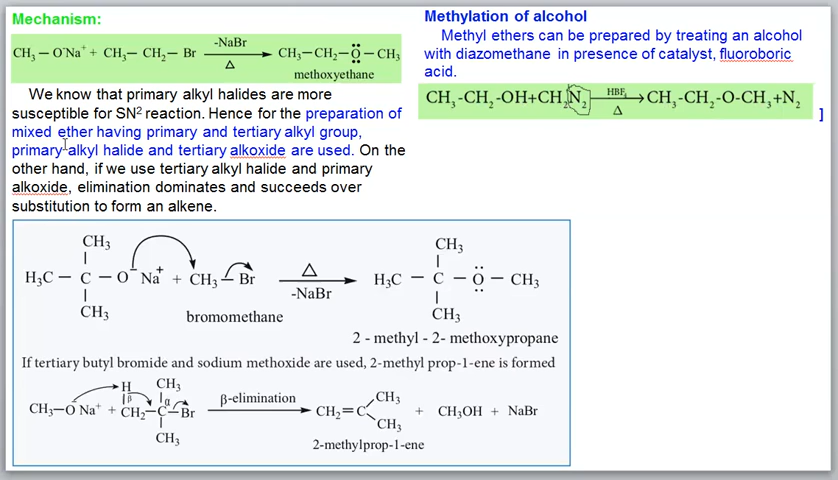 Mechanism:
CH₃ — O⁻Na⁺ + CH₃— CH₂— Br -NaBr Δ CH₃—CH₂—Ö—CH₃
methoxyethane
We know that primary alkyl halides are more
susceptible for SN² reaction. Hence for the preparation of
mixed ether having primary and tertiary alkyl group,
primary alkyl halide and tertiary alkoxide are used. On the
other hand, if we use tertiary alkyl halide and primary
alkoxide, elimination dominates and succeeds over
substitution to form an alkene.
Methylation of alcohol
Methyl ethers can be prepared by treating an alcohol
with diazomethane in presence of catalyst, fluoroboric
acid.
CH₃-CH₂-OH+CH₂N₂ HBF₄ Δ CH₃-CH₂-O-CH₃+N₂
]
CH₃
H₃C — C — O⁻ Na⁺ + CH₃ — Br Δ -NaBr
CH₃
bromomethane
CH₃
H₃C — C — O — CH₃
CH₃
2 - methyl - 2- methoxypropane
If tertiary butyl bromide and sodium methoxide are used, 2-methyl prop-1-ene is formed
H CH₃
β α
CH₃—O⁻ Na⁺ + CH₂—C—Br β-elimination
CH₃
CH₃
CH₂=C + CH₃OH + NaBr
CH₃
2-methylprop-1-ene